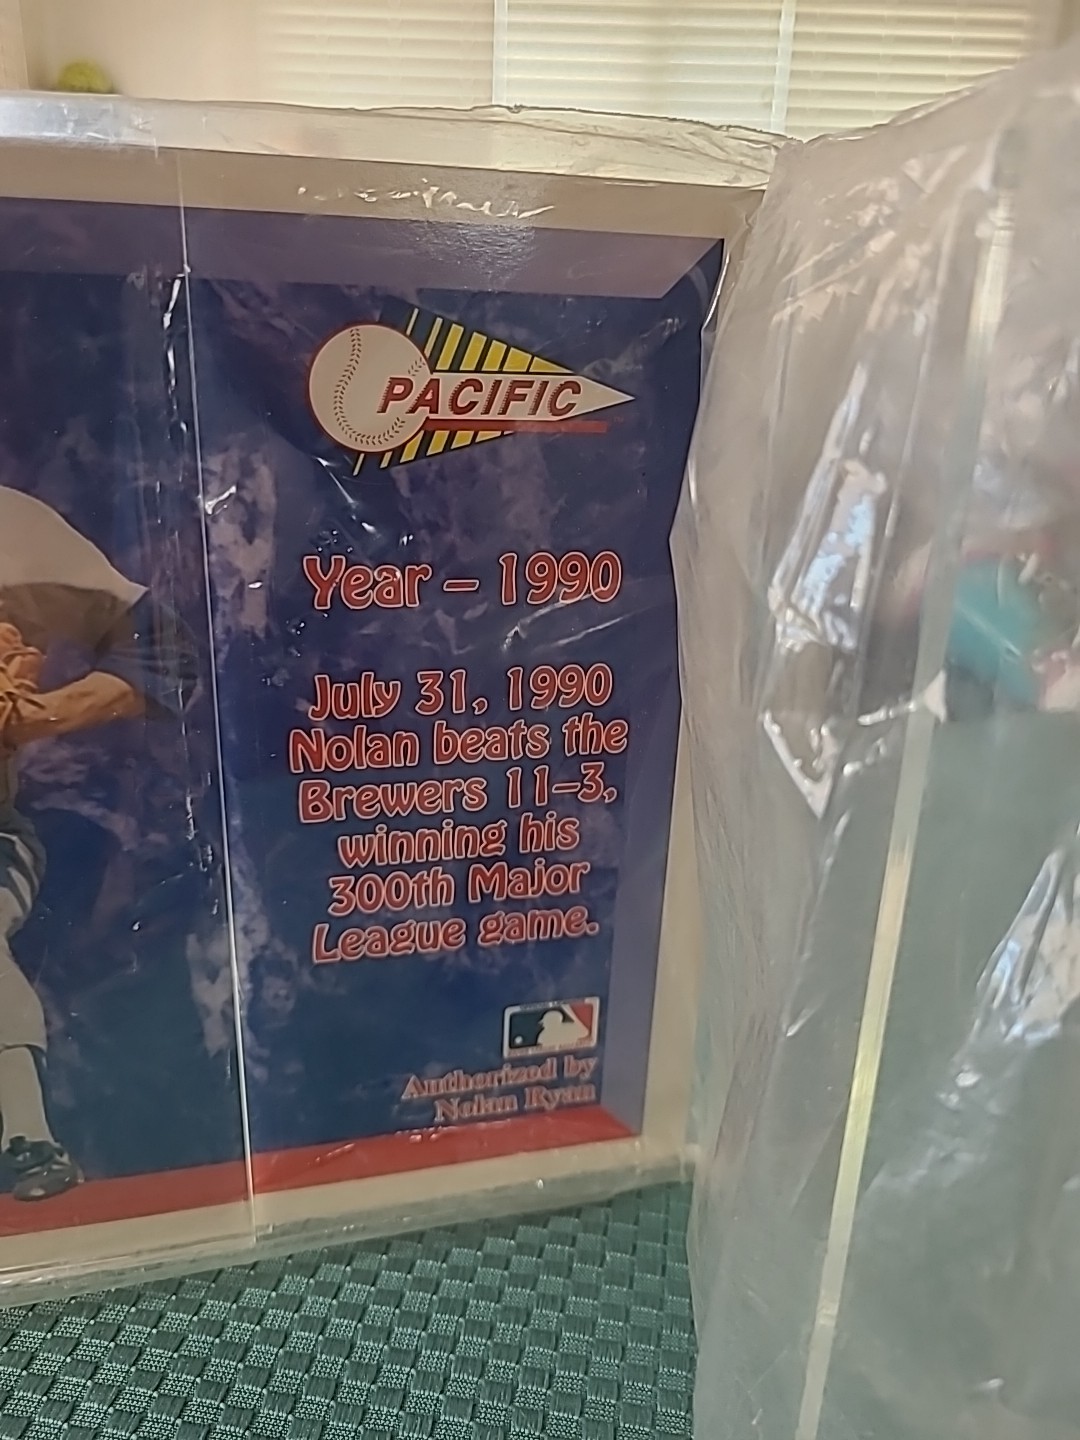 PACIFIC
Year – 1990
July 31, 1990
Nolan beats the
Brewers 11–3,
winning his
300th Major
League game.
Authorized by
Nolan Ryan